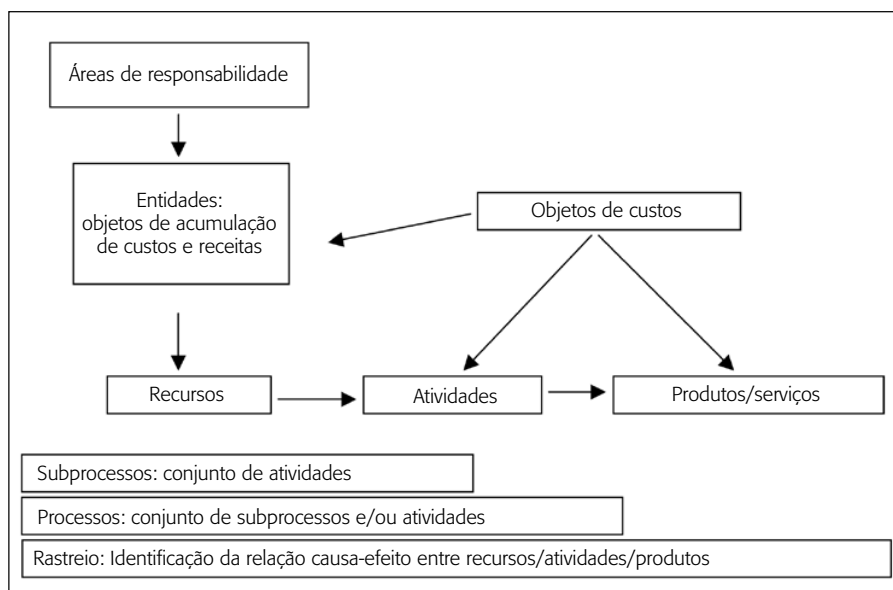 Áreas de responsabilidade
Entidades:
objetos de acumulação
de custos e receitas
Objetos de custos
Recursos
Atividades
Produtos/serviços
Subprocessos: conjunto de atividades
Processos: conjunto de subprocessos e/ou atividades
Rastreio: Identificação da relação causa-efeito entre recursos/atividades/produtos